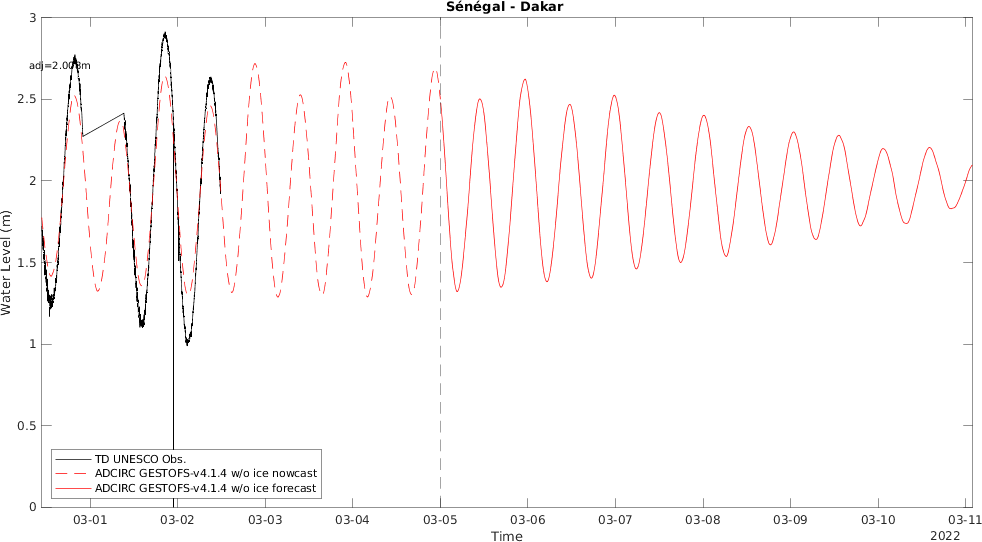 Sénégal - Dakar
adj=2.003m
3
2.5
2
1.5
1
0.5
0
Water Level (m)
TD UNESCO Obs.
ADCIRC GESTOFS-v4.1.4 w/o ice nowcast
ADCIRC GESTOFS-v4.1.4 w/o ice forecast
03-01 03-02 03-03 03-04 03-05 03-06 03-07 03-08 03-09 03-10 03-11
Time
2022